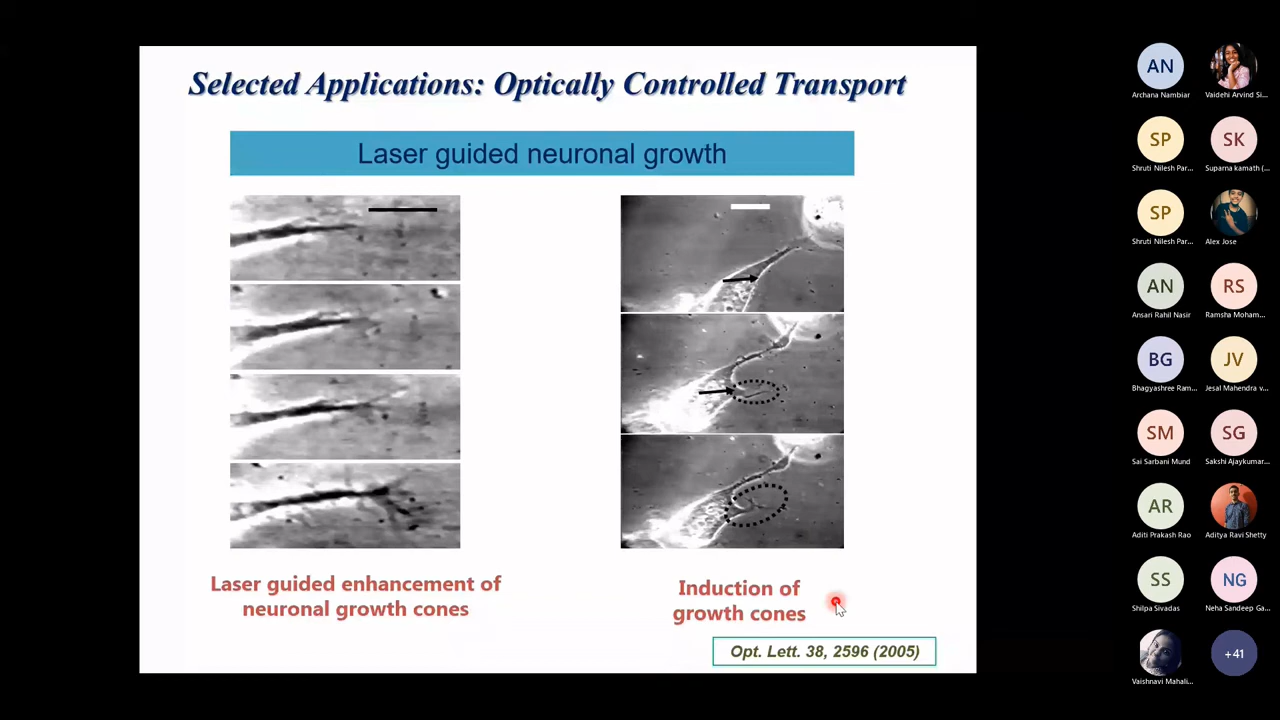 Selected Applications: Optically Controlled Transport
Laser guided neuronal growth
Laser guided enhancement of
neuronal growth cones
Induction of
growth cones
Opt. Lett. 38, 2596 (2005)
AN
Archana Nambiar
Vaidehi Arvind Si...
SP
Shruti Nilesh Par...
SK
Suparna kamath (...
SP
Shruti Nilesh Par...
Alex Jose
AN
Ansari Rahil Nasir
RS
Ramsha Moham...
BG
Bhagyashree Ram...
JV
Jesal Mahendra v...
SM
Sai Sarbani Mund
SG
Sakshi Ajaykumar...
AR
Aditi Prakash Rao
Aditya Ravi Shetty
SS
Shilpa Sivadas
NG
Neha Sandeep Ga...
Vaishnavi Mahali...
+41